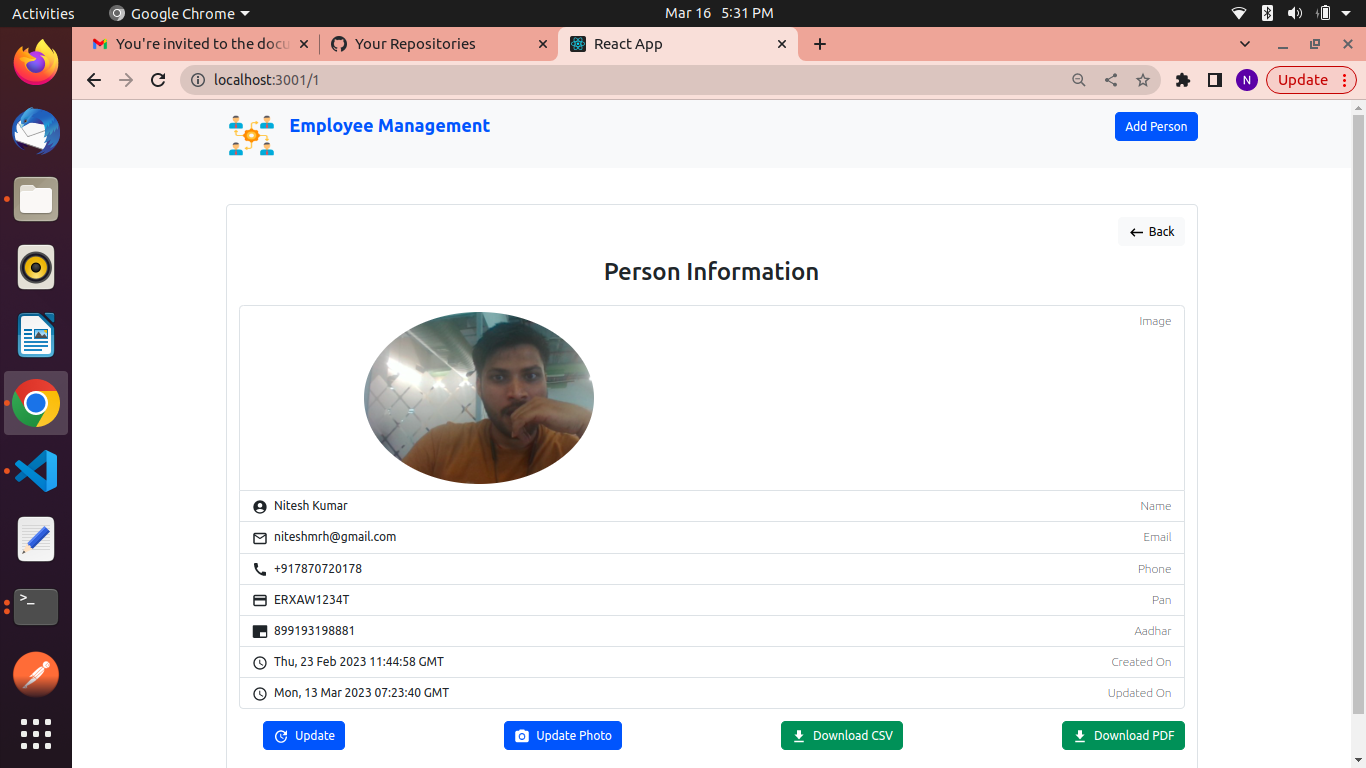 Activities Google Chrome Mar 16 5:31 PM
You're invited to the docu Your Repositories React App
localhost:3001/1 N Update
Employee Management Add Person
Back
Person Information
Image
Nitesh Kumar Name
niteshmrh@gmail.com Email
+917870720178 Phone
ERXAW1234T Pan
899193198881 Aadhar
Thu, 23 Feb 2023 11:44:58 GMT Created On
Mon, 13 Mar 2023 07:23:40 GMT Updated On
Update Update Photo Download CSV Download PDF